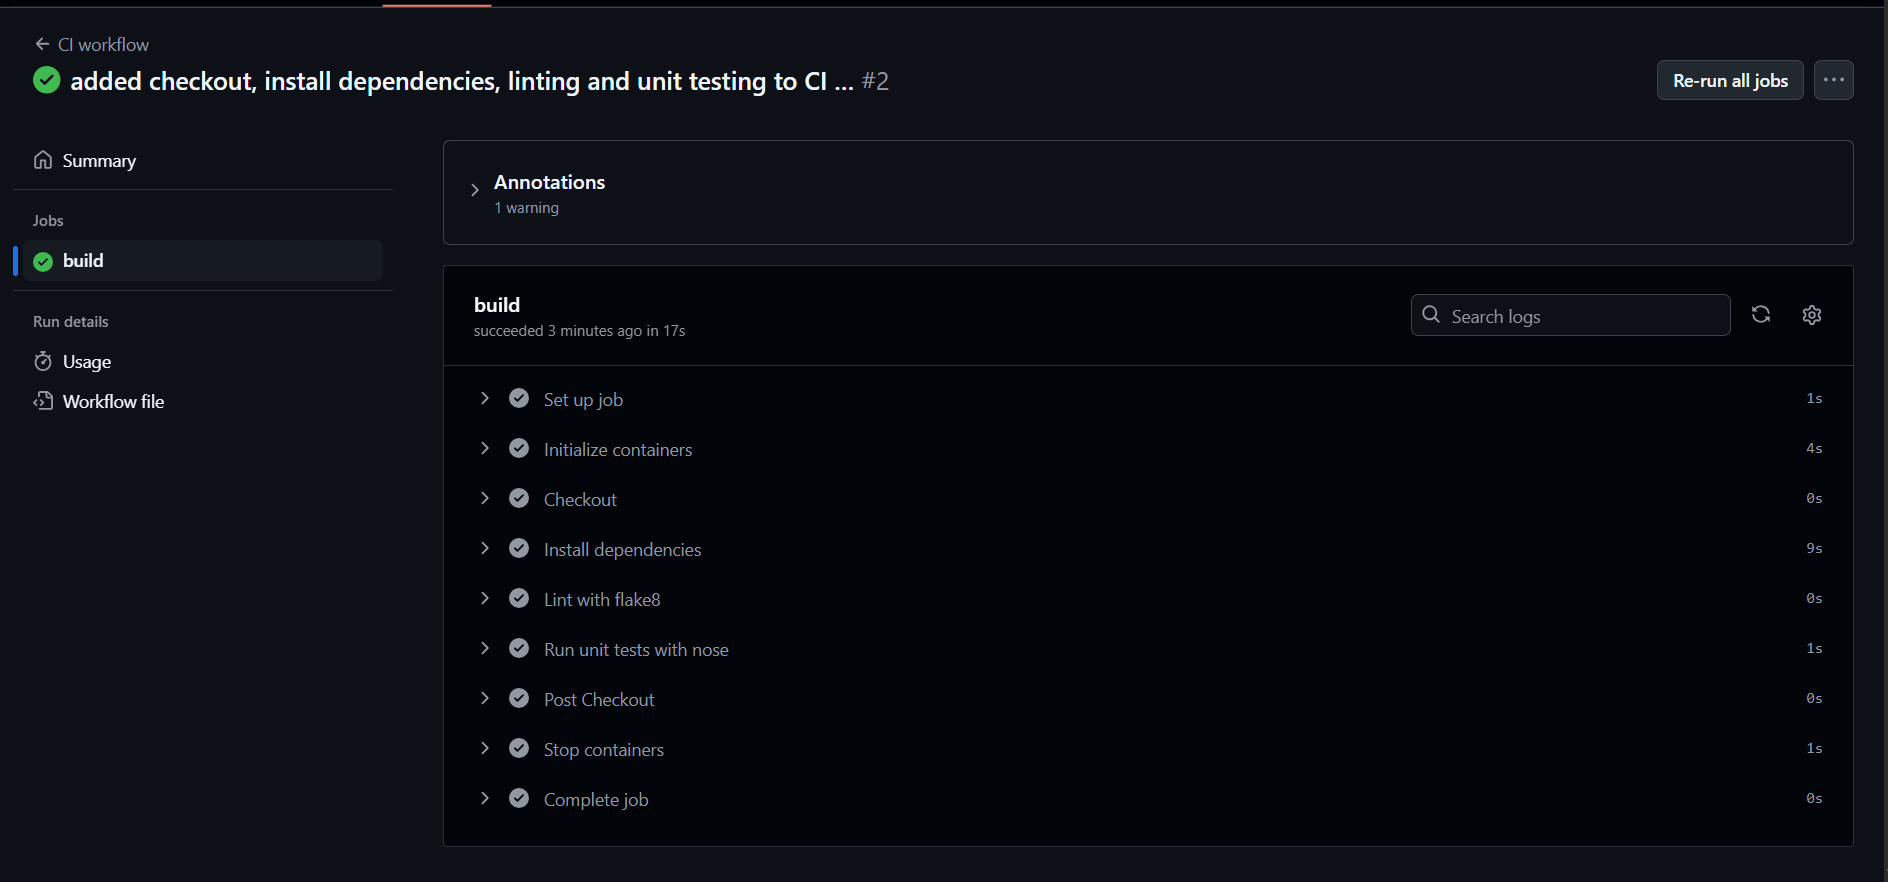 CI workflow
added checkout, install dependencies, linting and unit testing to CI ... #2
Re-run all jobs
Summary
Jobs
build
Run details
Usage
Workflow file
Annotations
1 warning
build
succeeded 3 minutes ago in 17s
Search logs
Set up job 1s
Initialize containers 4s
Checkout 0s
Install dependencies 9s
Lint with flake8 0s
Run unit tests with nose 1s
Post Checkout 0s
Stop containers 1s
Complete job 0s